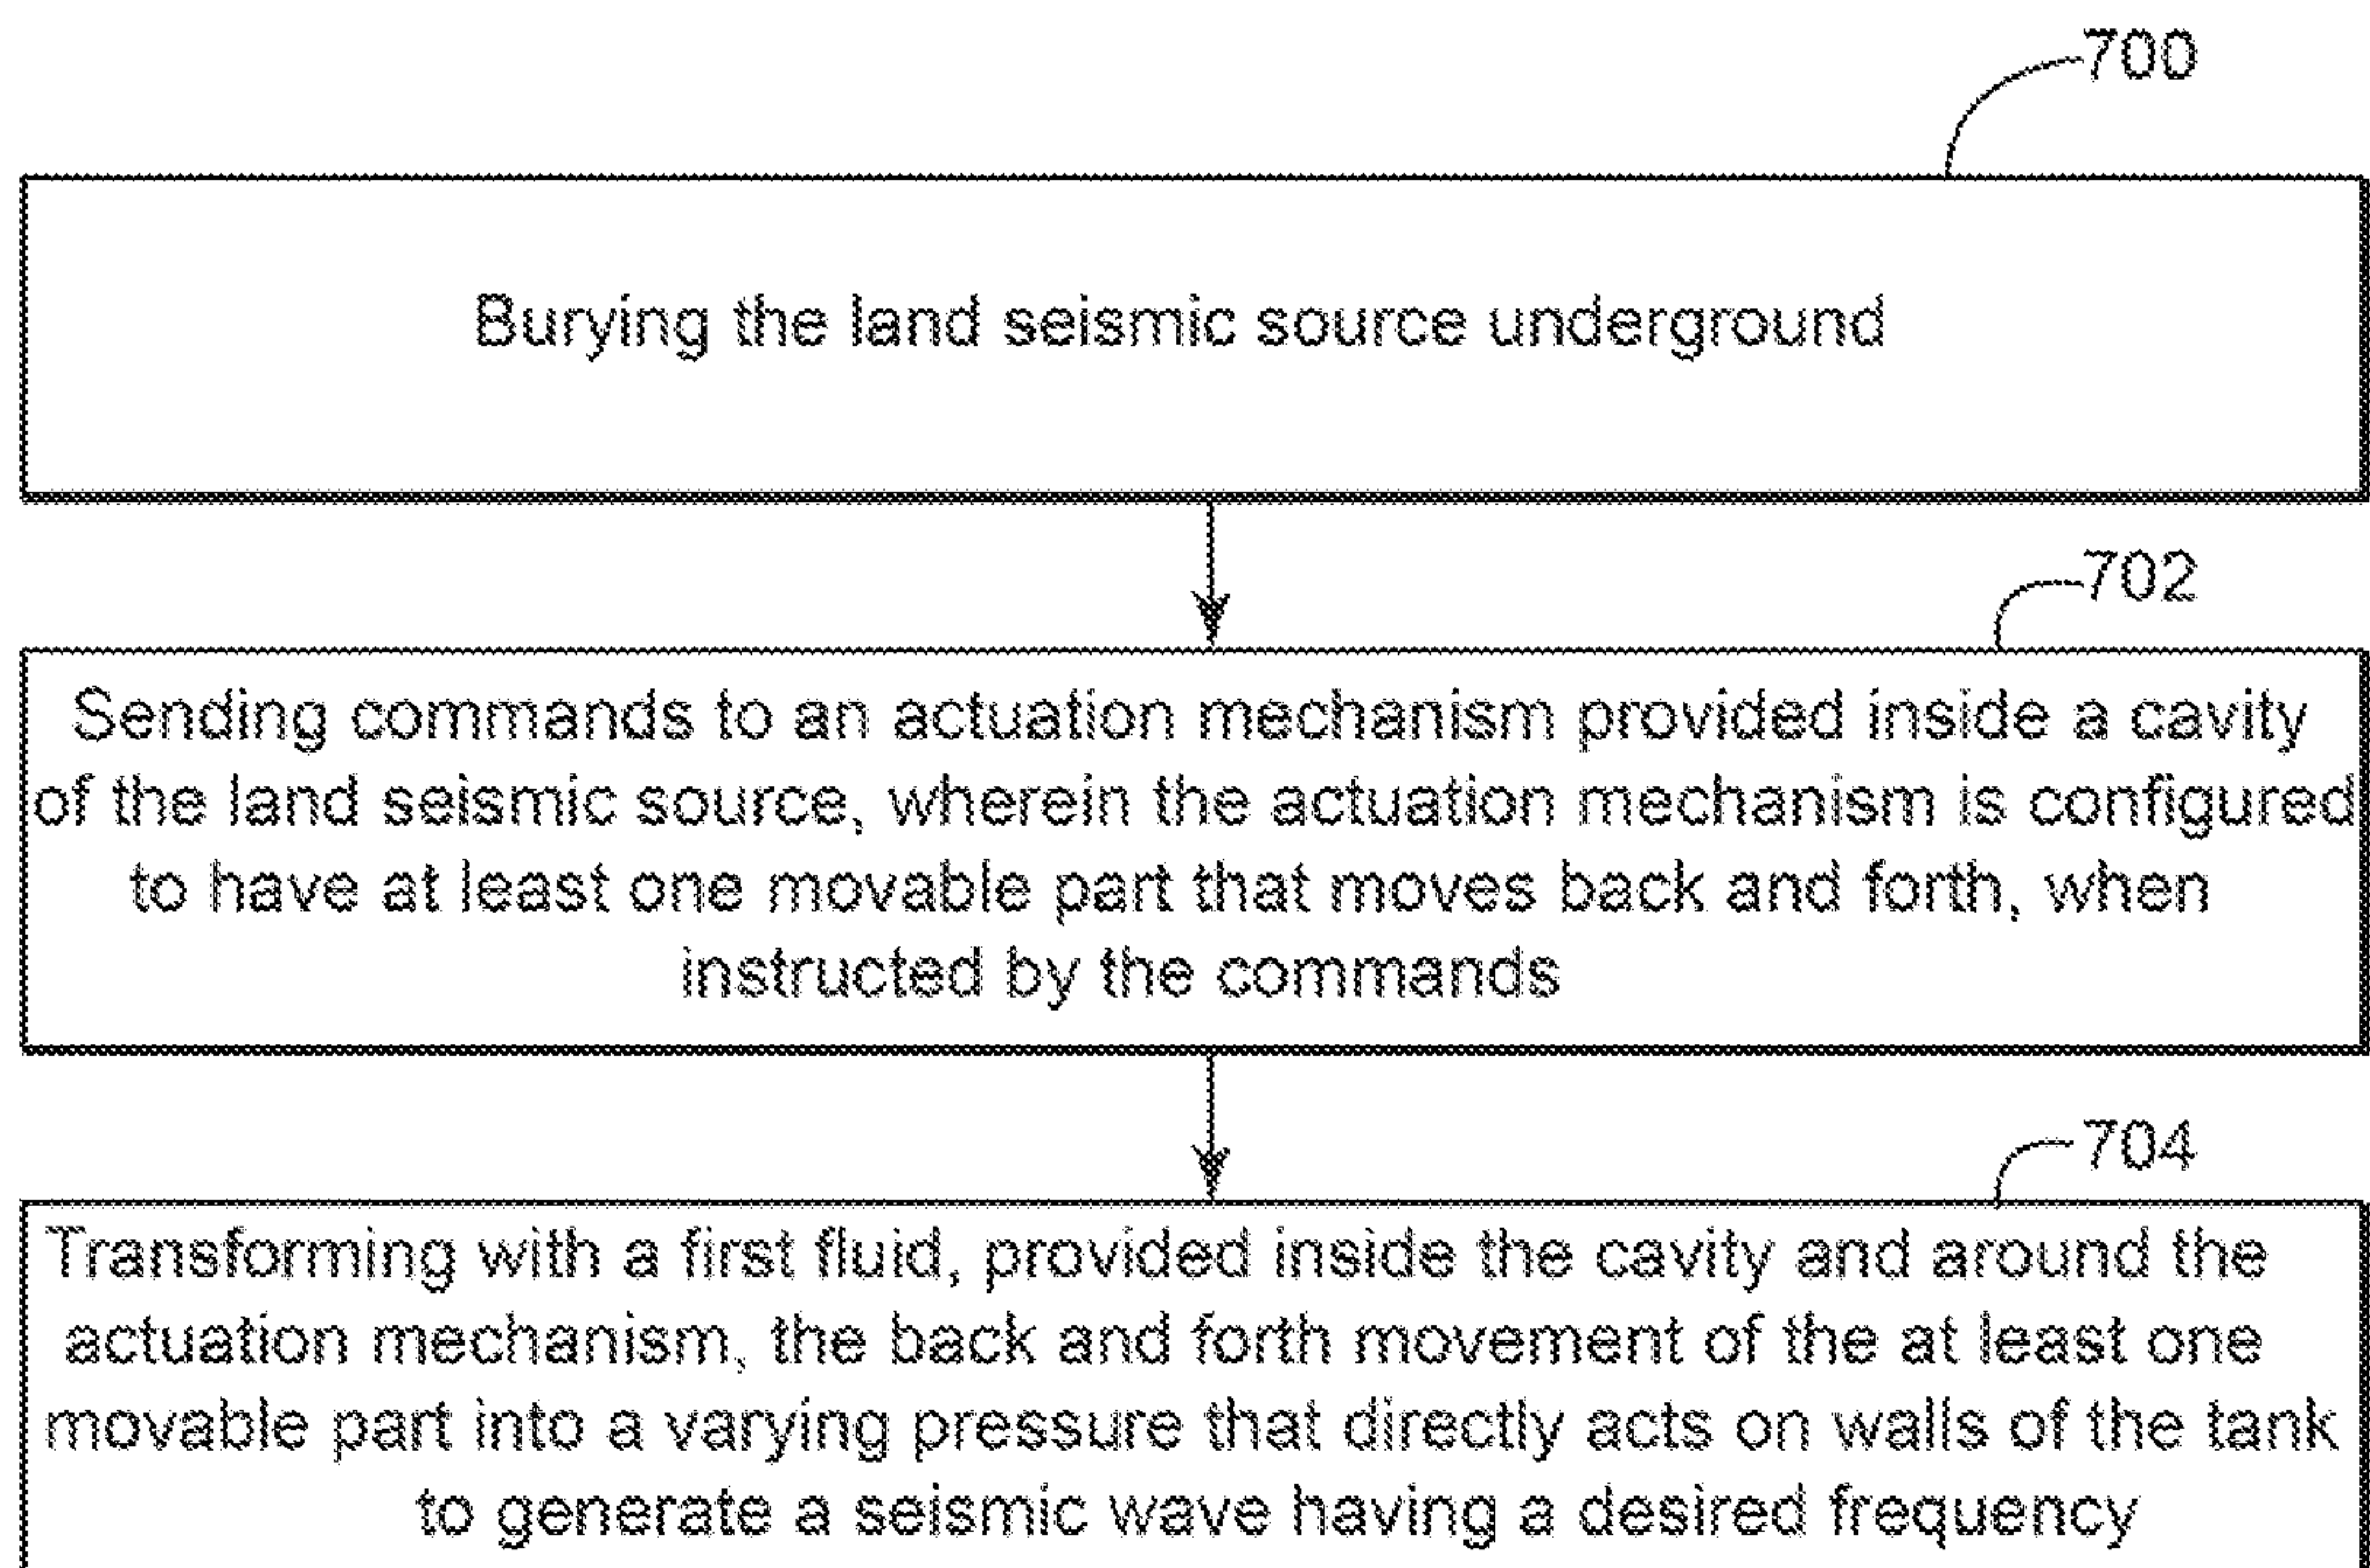 700
Burying the land seismic source underground
702
Sending commands to an actuation mechanism provided inside a cavity
of the land seismic source, wherein the actuation mechanism is configured
to have at least one movable part that moves back and forth, when
instructed by the commands
704
Transforming with a first fluid, provided inside the cavity and around the
actuation mechanism, the back and forth movement of the at least one
movable part into a varying pressure that directly acts on walls of the tank
to generate a seismic wave having a desired frequency